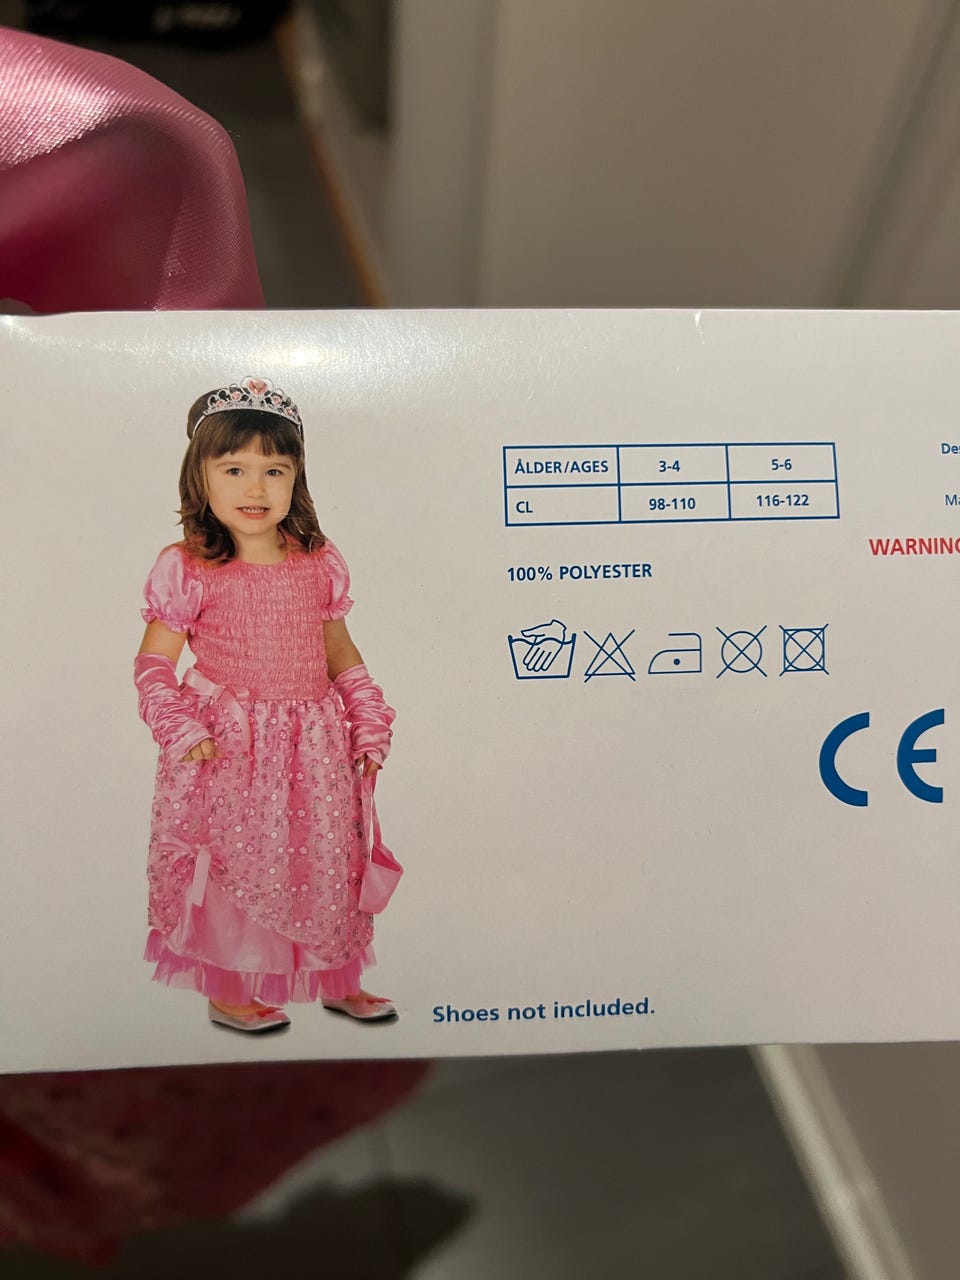 ÅLDER/AGES 3-4 5-6
CL 98-110 116-122
100% POLYESTER
CE
Shoes not included.